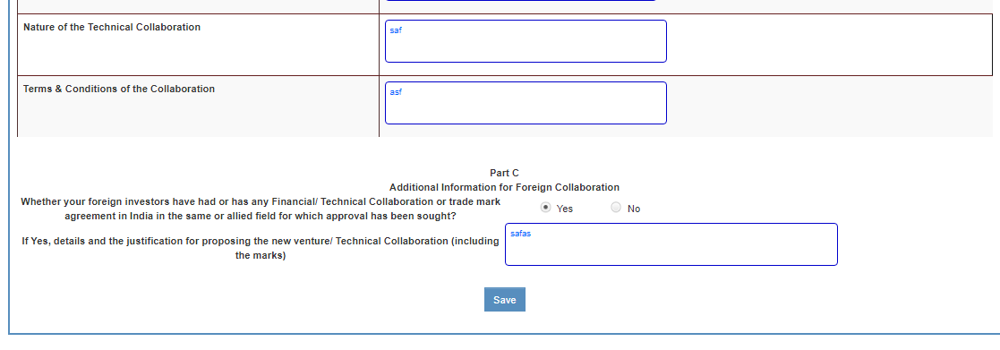 Nature of the Technical Collaboration
saf
Terms & Conditions of the Collaboration
asf
Part C
Additional Information for Foreign Collaboration
Whether your foreign investors have had or has any Financial/ Technical Collaboration or trade mark
agreement in India in the same or allied field for which approval has been sought?
Yes
No
If Yes, details and the justification for proposing the new venture/ Technical Collaboration (including
the marks)
safas
Save